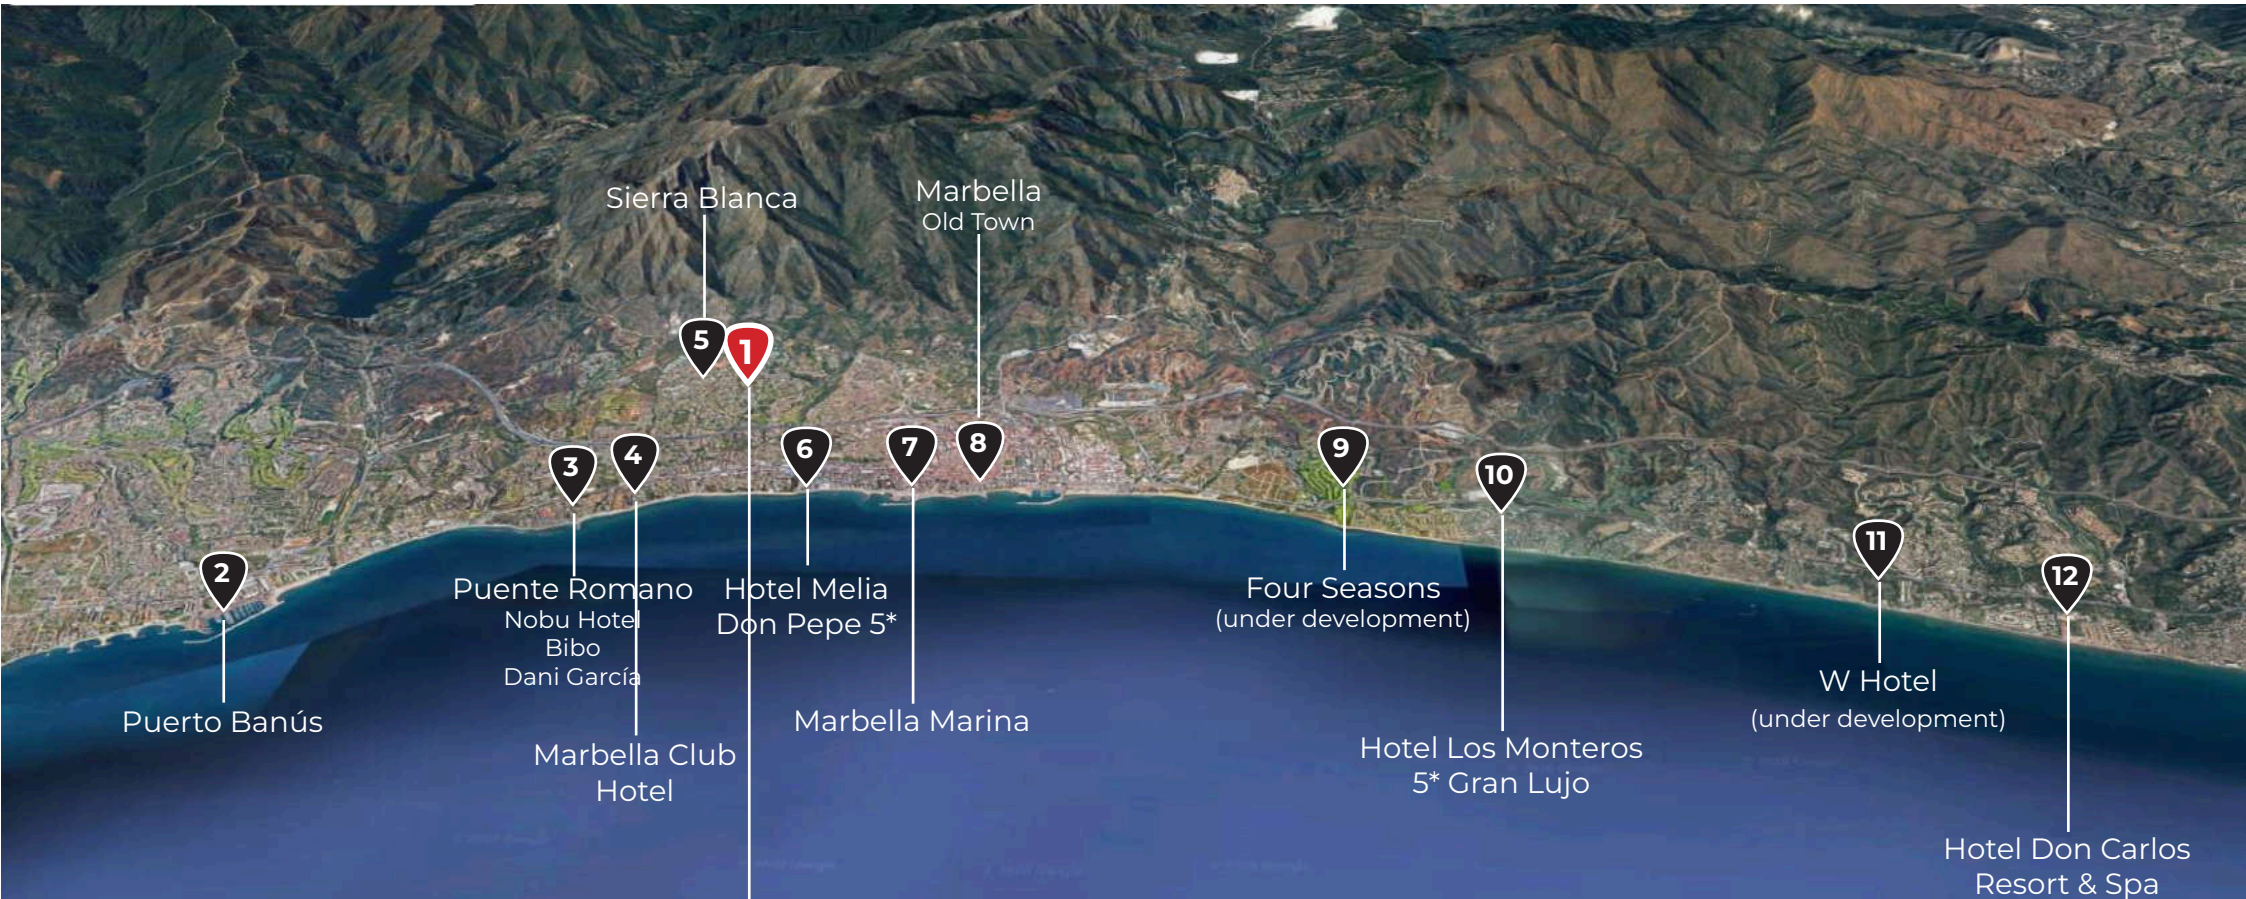 Sierra Blanca
Marbella
Old Town
5
1
3
4
6
7
8
9
10
2
11
12
Puente Romano
Nobu Hotel
Bibo
Dani García
Hotel Melia
Don Pepe 5*
Four Seasons
(under development)
Puerto Banús
Marbella Club
Hotel
Marbella Marina
Hotel Los Monteros
5* Gran Lujo
W Hotel
(under development)
Hotel Don Carlos
Resort & Spa